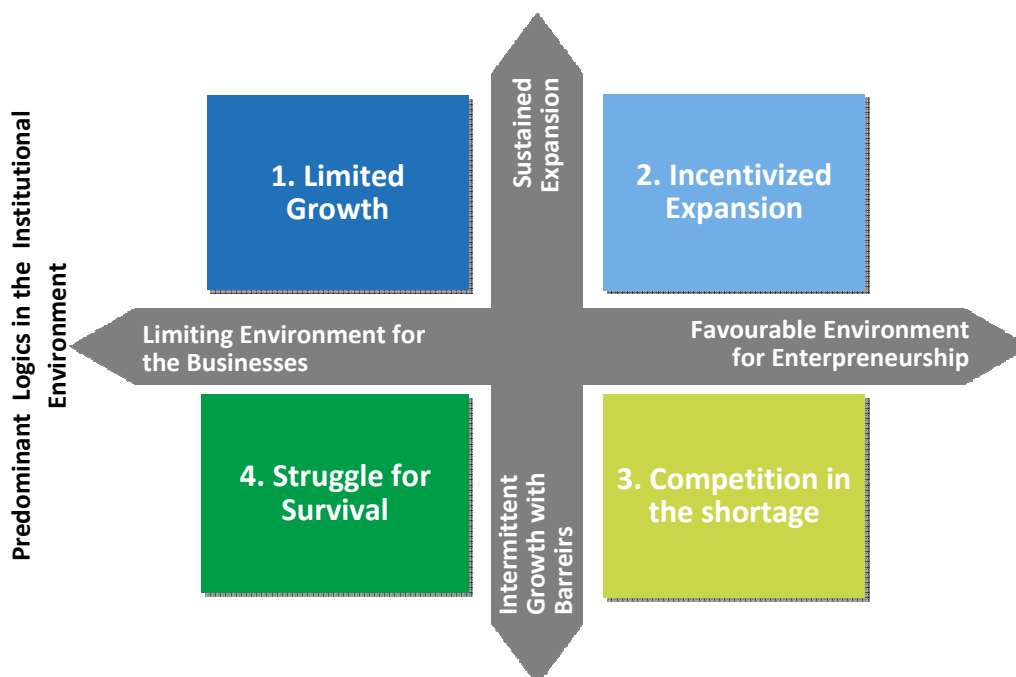 Predominant Logics in the Institutional
Environment
Sustained
Expansion
1. Limited
Growth
2. Incentivized
Expansion
Limiting Environment for
the Businesses
Favourable Environment
for Enterpreneurship
4. Struggle for
Survival
3. Competition in
the shortage
Intermittent
Growth with
Barreirs